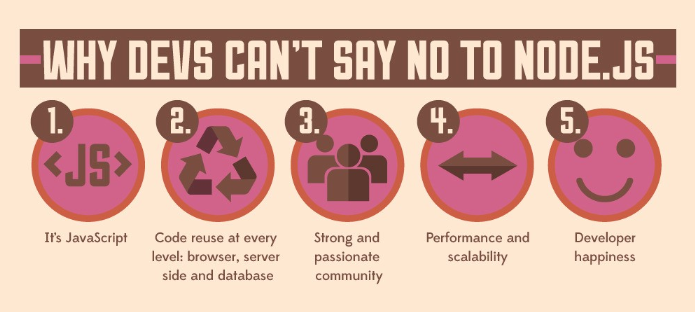 WHY DEVS CAN'T SAY NO TO NODE.JS
1.
<JS>
It's JavaScript
2.
Code reuse at every
level: browser, server
side and database
3.
Strong and
passionate
community
4.
Performance and
scalability
5.
Developer
happiness